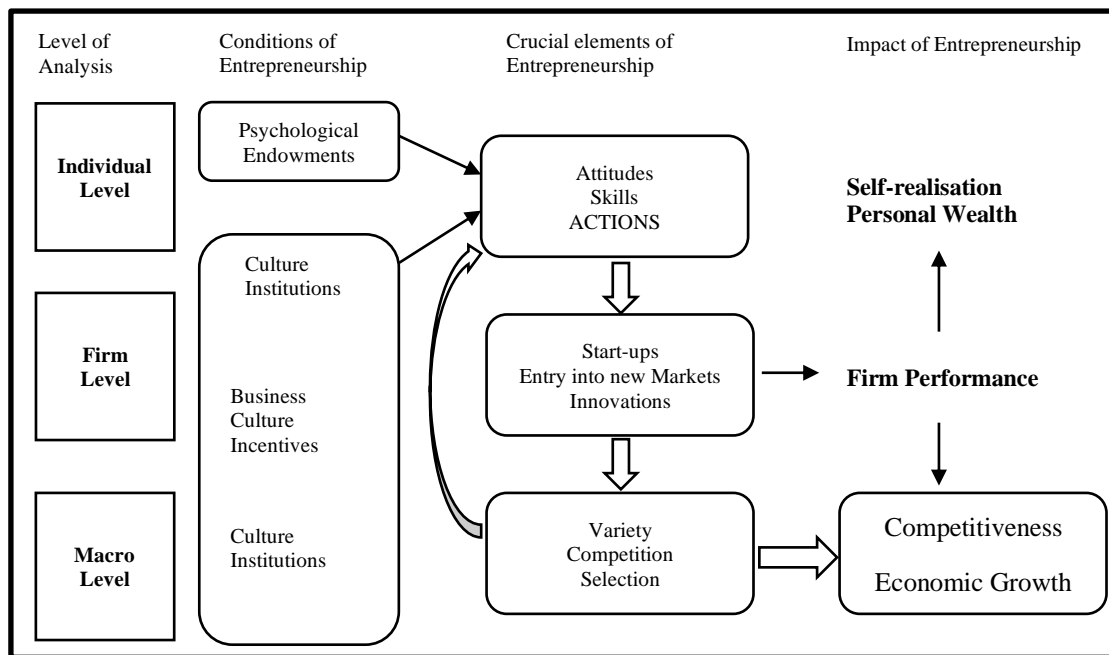 Level of
Analysis
Conditions of
Entrepreneurship
Crucial elements of
Entrepreneurship
Impact of Entrepreneurship
Individual
Level
Psychological
Endowments
Attitudes
Skills
ACTIONS
Self-realisation
Personal Wealth
Culture
Institutions
Firm
Level
Business
Culture
Incentives
Start-ups
Entry into new Markets
Innovations
Firm Performance
Macro
Level
Culture
Institutions
Variety
Competition
Selection
Competitiveness
Economic Growth